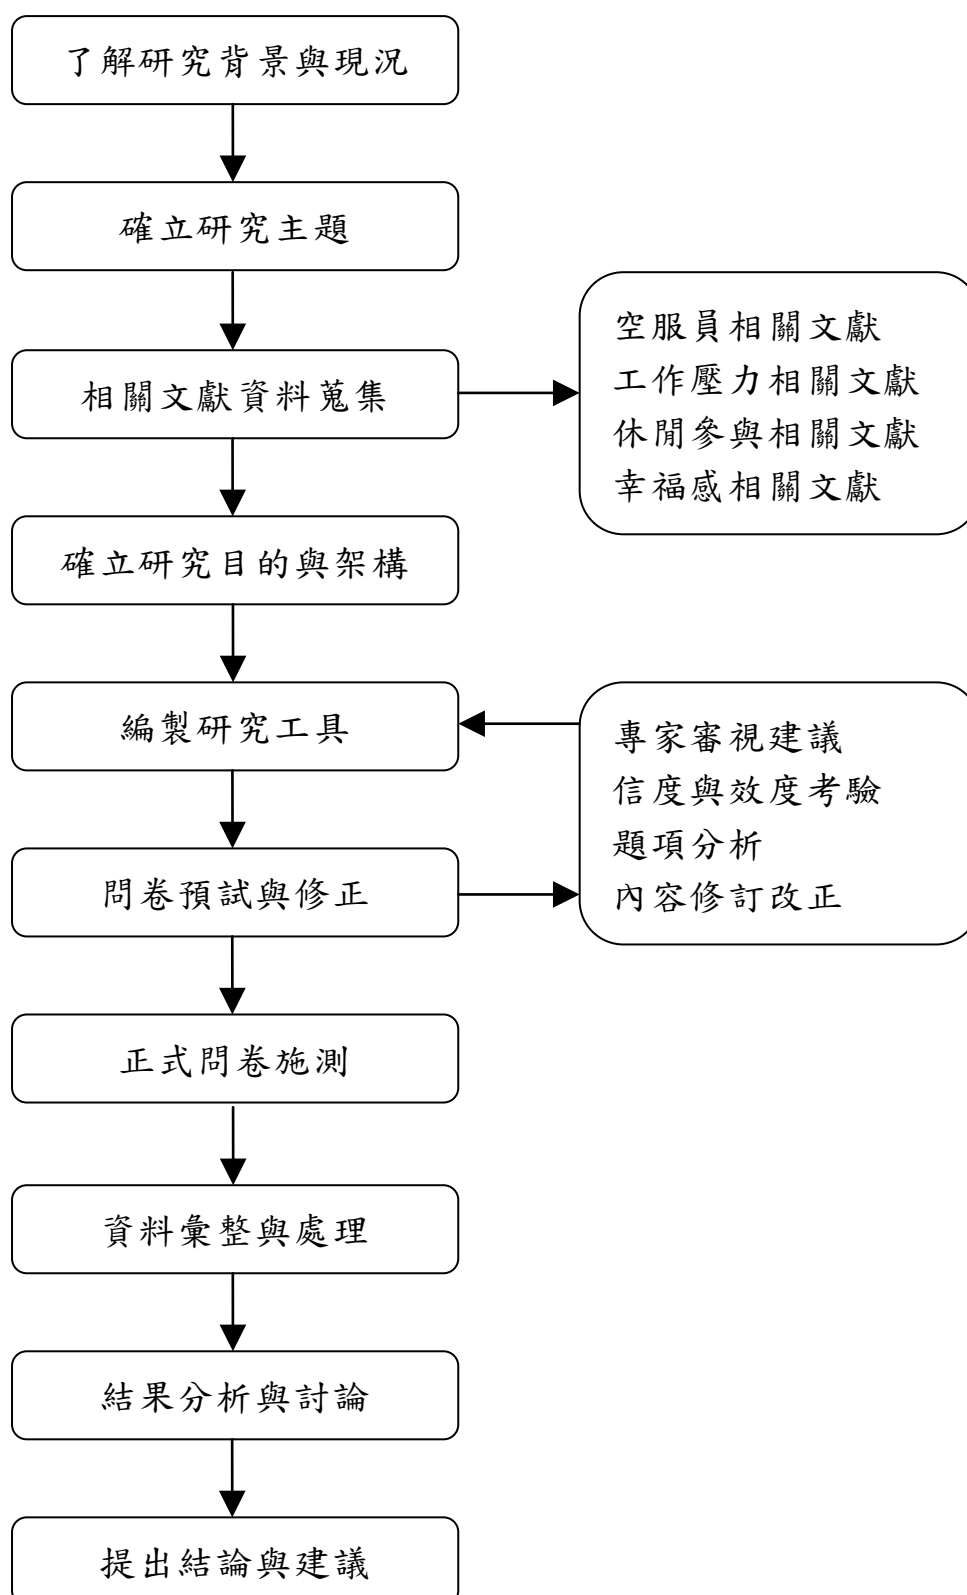 了解研究背景與現況
確立研究主題
相關文獻資料蒐集
空服員相關文獻
工作壓力相關文獻
休閒參與相關文獻
幸福感相關文獻
確立研究目的與架構
編製研究工具
專家審視建議
信度與效度考驗
題項分析
內容修訂改正
問卷預試與修正
正式問卷施測
資料彙整與處理
結果分析與討論
提出結論與建議